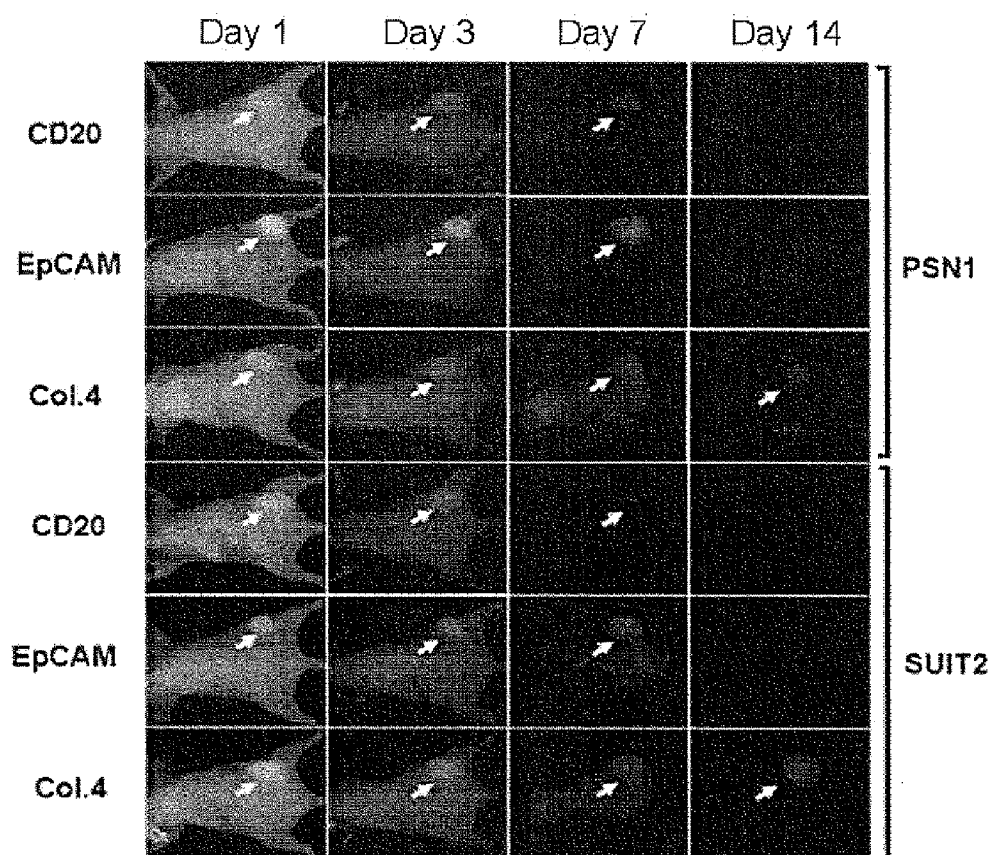 Day 1 Day 3 Day 7 Day 14
CD20
EpCAM
PSN1
Col.4
CD20
EpCAM
SUIT2
Col.4